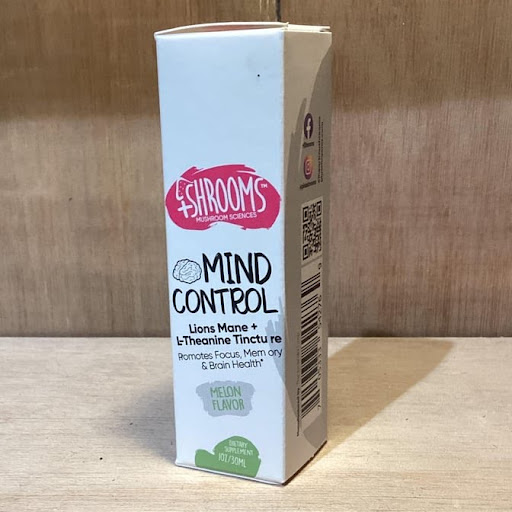 +SHROOMS™
MUSHROOM SCIENCES
MIND
CONTROL
Lions Mane +
L-Theanine Tincture
Promotes Focus, Memory
& Brain Health*
MELON
FLAVOR
DIETARY
SUPPLEMENT
1OZ/30ML